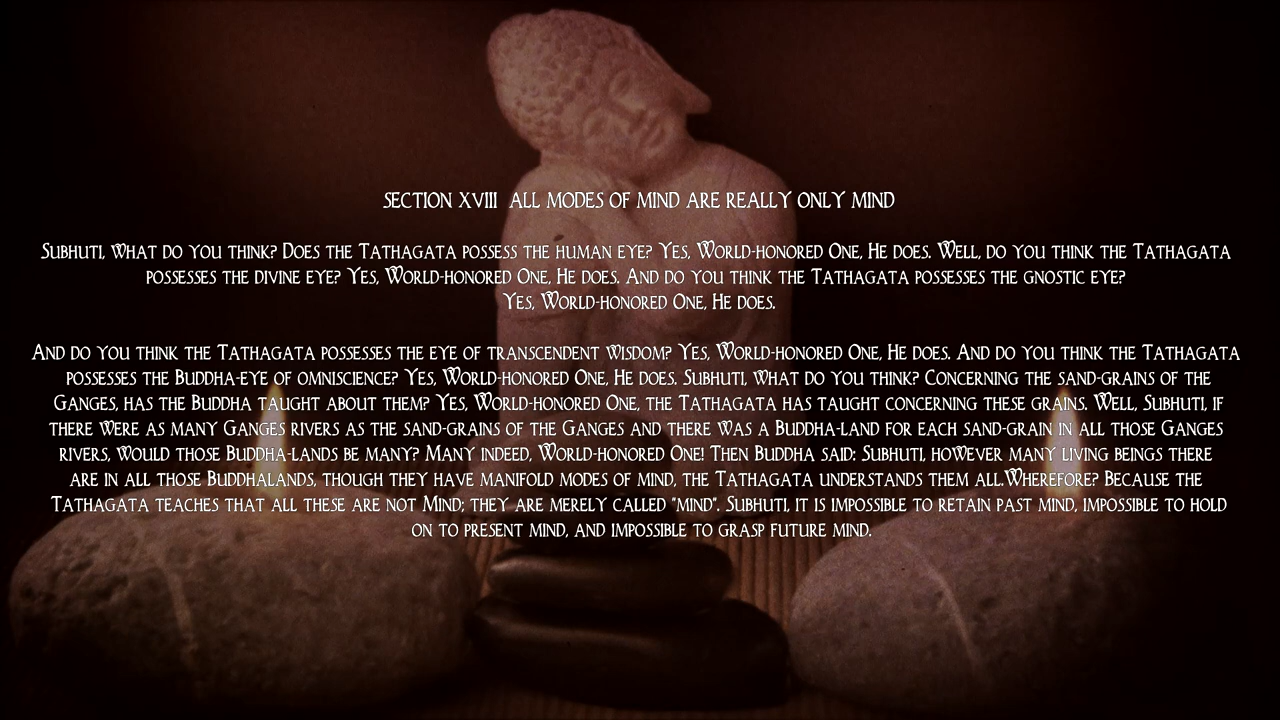 SECTION XVIII ALL MODES OF MIND ARE REALLY ONLY MIND
Subhuti, what do you think? Does the Tathagata possess the human eye? Yes, World-honored One, He does. Well, do you think the Tathagata
possesses the divine eye? Yes, World-honored One, He does. And do you think the Tathagata possesses the gnostic eye?
Yes, World-honored One, He does.
And do you think the Tathagata possesses the eye of transcendent wisdom? Yes, World-honored One, He does. And do you think the Tathagata
possesses the Buddha-eye of omniscience? Yes, World-honored One, He does. Subhuti, what do you think? Concerning the sand-grains of the
Ganges, has the Buddha taught about them? Yes, World-honored One, the Tathagata has taught concerning these grains. Well, Subhuti, if
there were as many Ganges rivers as the sand-grains of the Ganges and there was a Buddha-land for each sand-grain in all those Ganges
rivers, would those Buddha-lands be many? Many indeed, World-honored One! Then Buddha said: Subhuti, however many living beings there
are in all those Buddhalands, though they have manifold modes of mind, the Tathagata understands them all.Wherefore? Because the
Tathagata teaches that all these are not Mind; they are merely called "mind". Subhuti, it is impossible to retain past mind, impossible to hold
on to present mind, and impossible to grasp future mind.